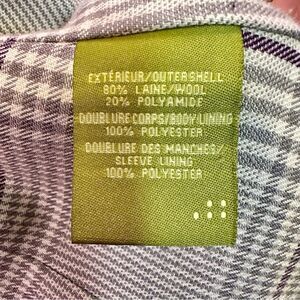 EXTÉRIEUR/OUTERSHELL
80% LAINE/WOOL
20% POLYAMIDE
DOUBLURE CORPS/BODY LINING
100% POLYESTER
DOUBLURE DES MANCHES/
SLEEVE LINING
100% POLYESTER